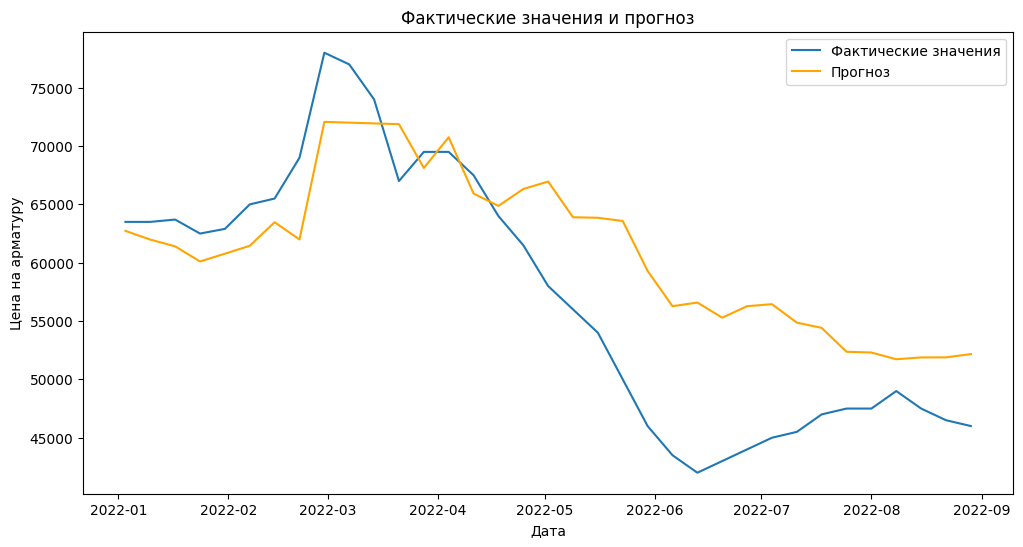 Фактические значения и прогноз
Фактические значения
Прогноз
Цена на арматуру
75000
70000
65000
60000
55000
50000
45000
2022-01 2022-02 2022-03 2022-04 2022-05 2022-06 2022-07 2022-08 2022-09
Дата